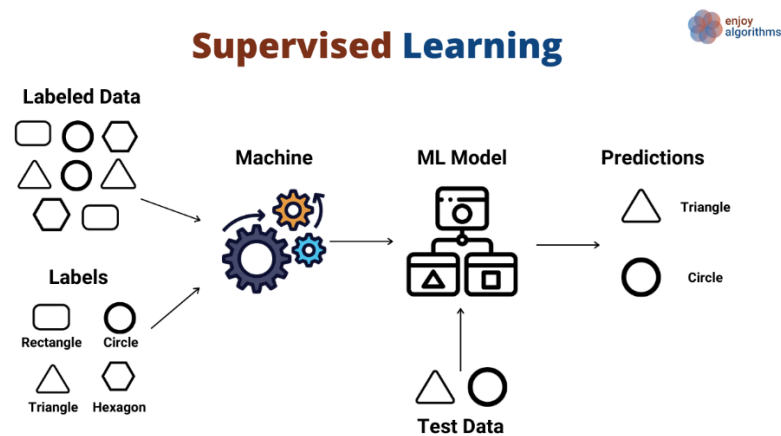 enjoy
algorithms
Supervised Learning
Labeled Data
Machine
ML Model
Predictions
Triangle
Circle
Labels
Rectangle Circle
Triangle Hexagon
Test Data